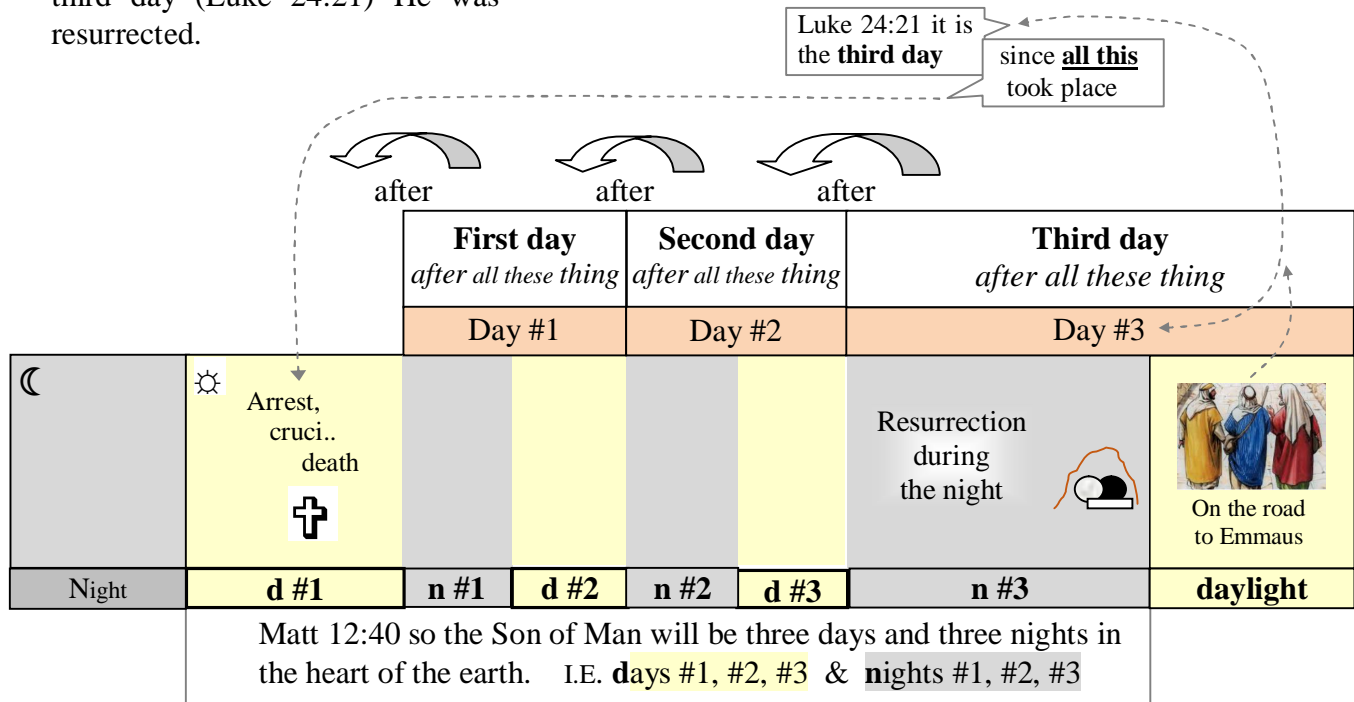 third day (Luke 24:21) He was
resurrected.
Luke 24:21 it is
the third day
since all this
took place
after
after
after
First day
after all these thing
Second day
after all these thing
Third day
after all these thing
Day #1
Day #2
Day #3
Arrest,
cruci..
death
Resurrection
during
the night
On the road
to Emmaus
Night
d #1
n #1
d #2
n #2
d #3
n #3
daylight
Matt 12:40 so the Son of Man will be three days and three nights in
the heart of the earth. I.E. days #1, #2, #3 & nights #1, #2, #3